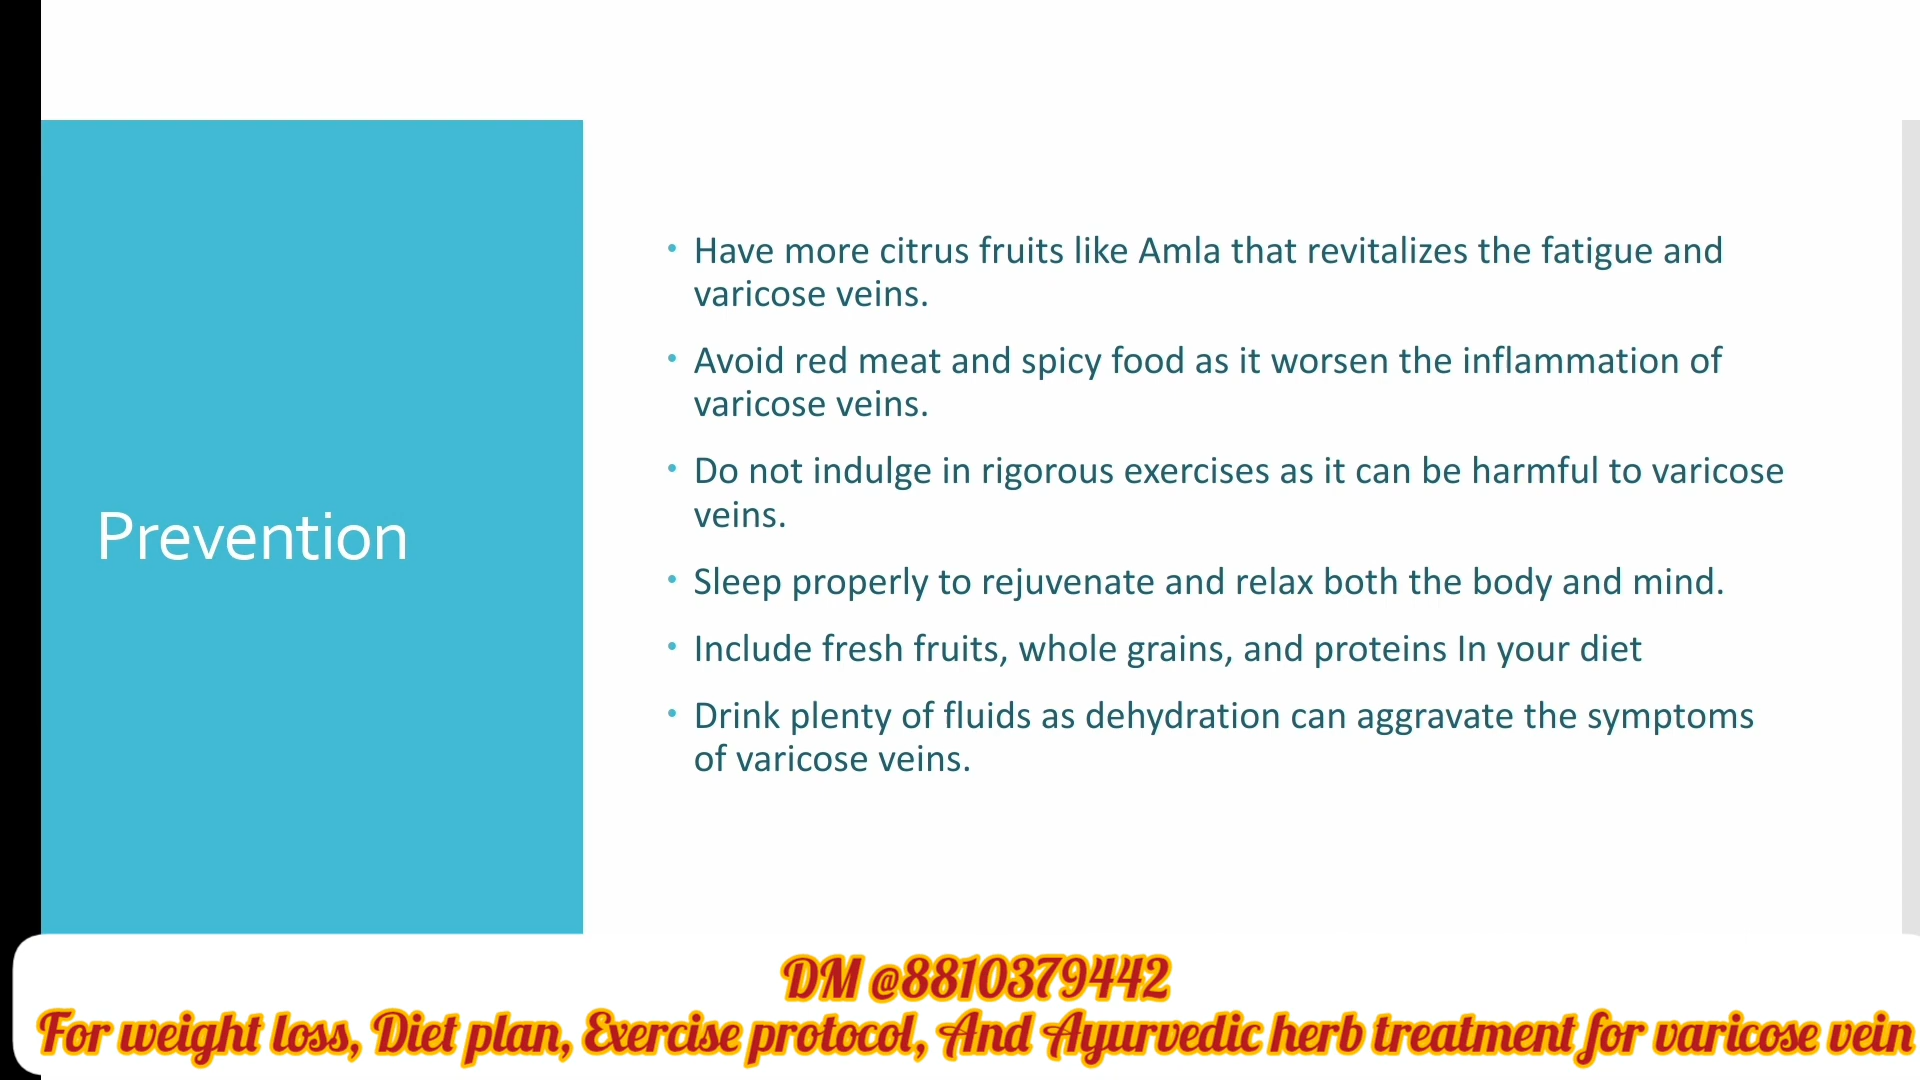 Prevention
• Have more citrus fruits like Amla that revitalizes the fatigue and
varicose veins.
• Avoid red meat and spicy food as it worsen the inflammation of
varicose veins.
• Do not indulge in rigorous exercises as it can be harmful to varicose
veins.
• Sleep properly to rejuvenate and relax both the body and mind.
• Include fresh fruits, whole grains, and proteins In your diet
• Drink plenty of fluids as dehydration can aggravate the symptoms
of varicose veins.
DM @8810379442
For weight loss, Diet plan, Exercise protocol, And Ayurvedic herb treatment for varicose vein